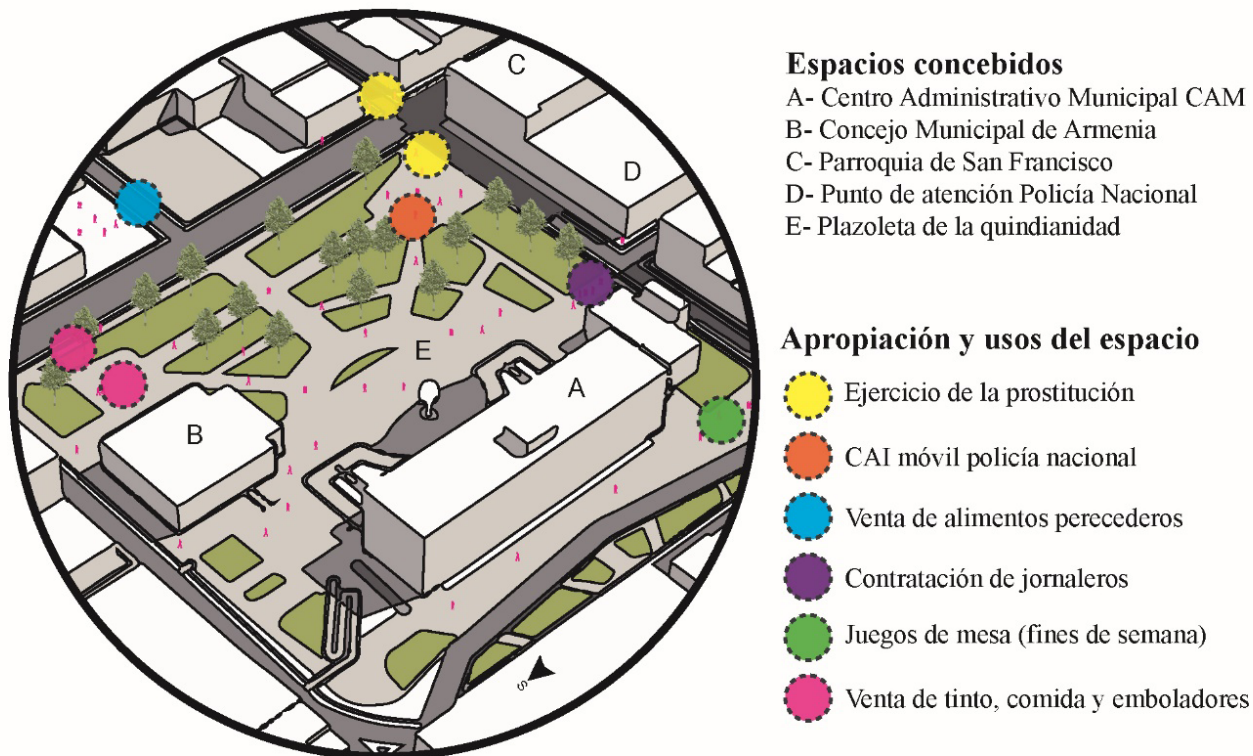 C
D
E
A
B
S
Espacios concebidos
A- Centro Administrativo Municipal CAM
B- Concejo Municipal de Armenia
C- Parroquia de San Francisco
D- Punto de atención Policía Nacional
E- Plazoleta de la quindianidad
Apropiación y usos del espacio
Ejercicio de la prostitución
CAI móvil policía nacional
Venta de alimentos perecederos
Contratación de jornaleros
Juegos de mesa (fines de semana)
Venta de tinto, comida y emboladores